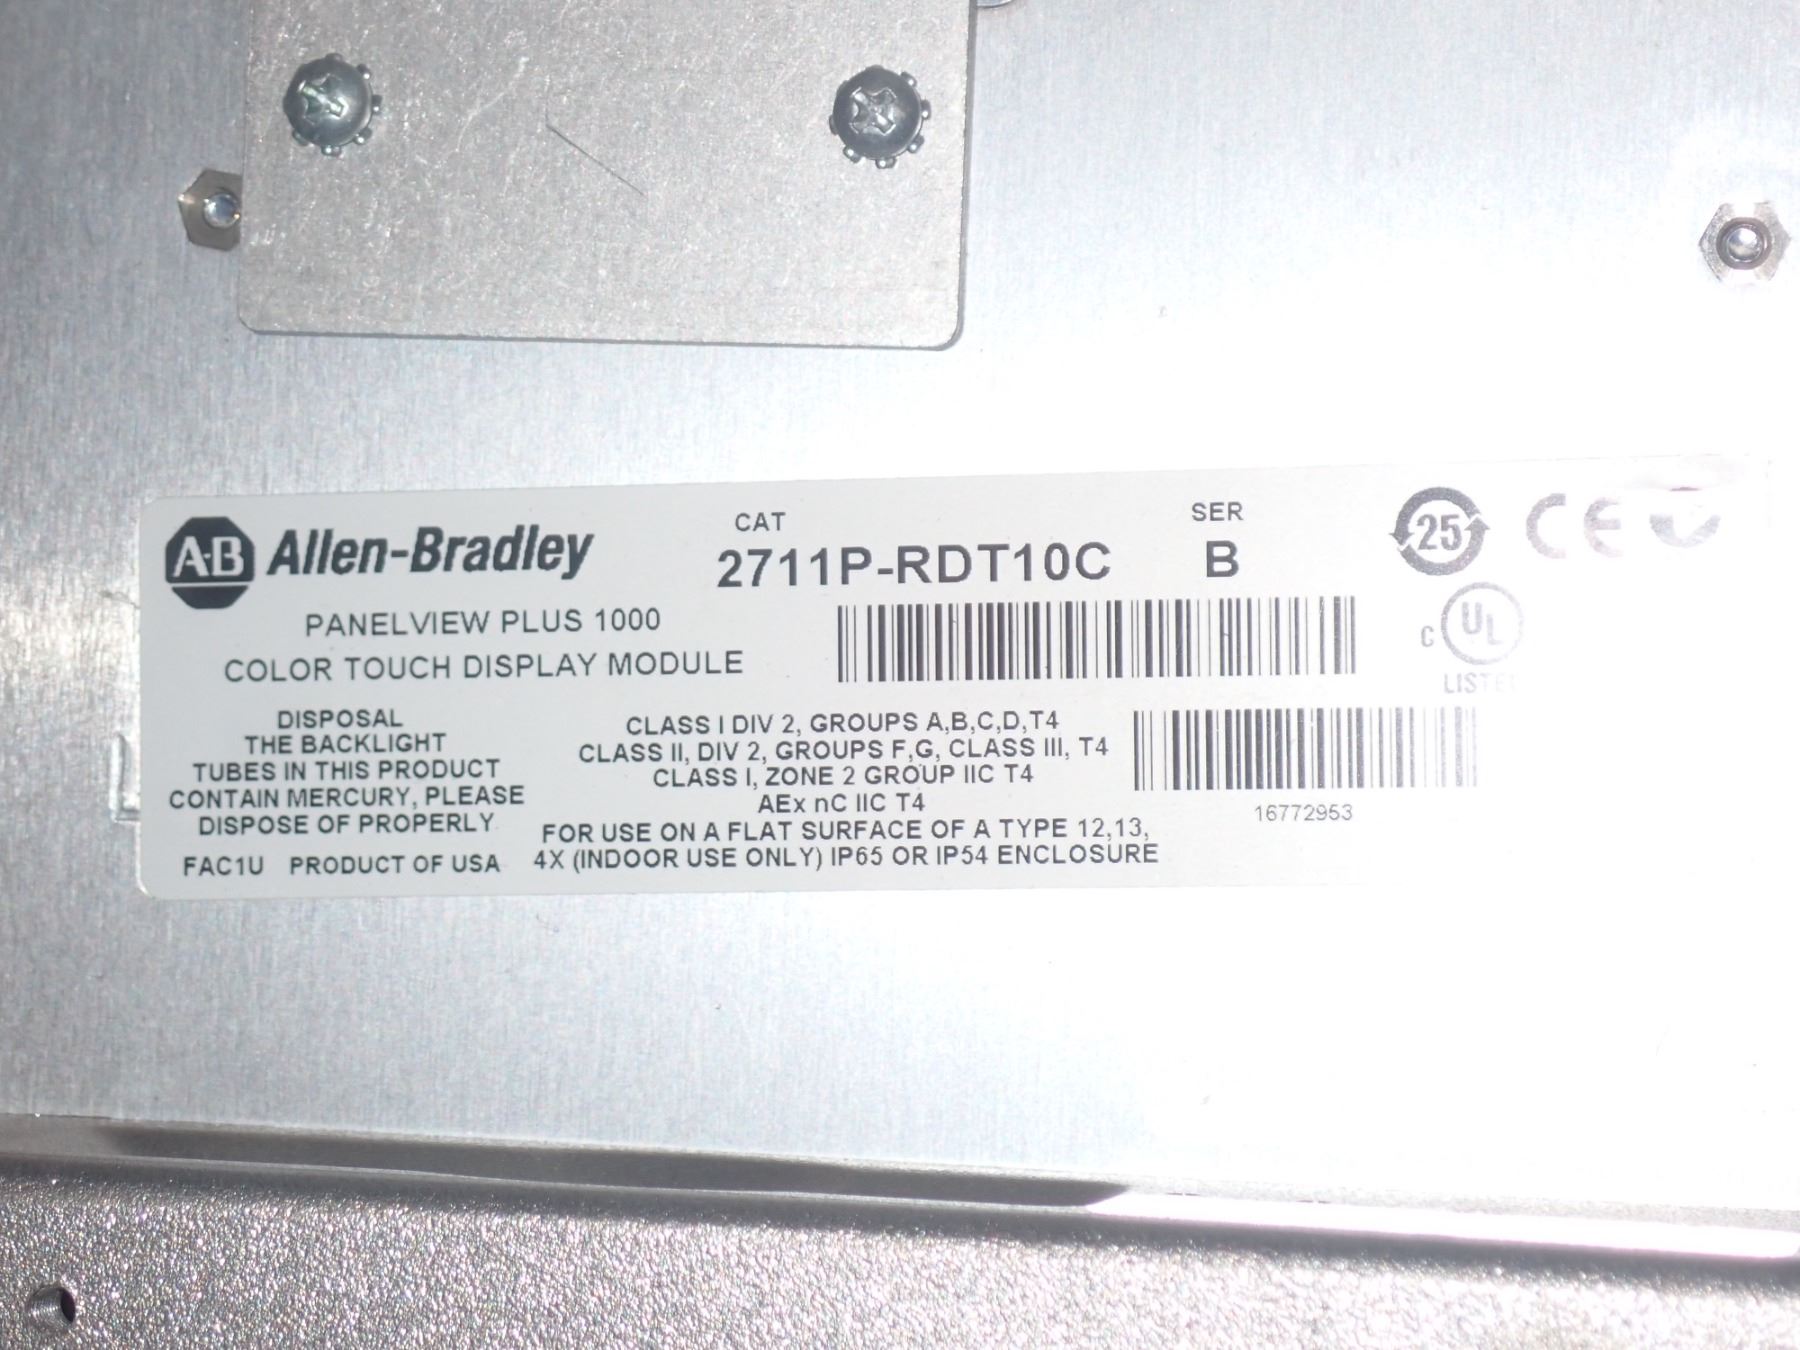 A-B Allen-Bradley
CAT
2711P-RDT10C
SER
B
25
CE
PANELVIEW PLUS 1000
COLOR TOUCH DISPLAY MODULE
C UL
LISTED
DISPOSAL
THE BACKLIGHT
TUBES IN THIS PRODUCT
CONTAIN MERCURY, PLEASE
DISPOSE OF PROPERLY
FAC1U PRODUCT OF USA
CLASS I DIV 2, GROUPS A,B,C,D,T4
CLASS II, DIV 2, GROUPS F,G, CLASS III, T4
CLASS I, ZONE 2 GROUP IIC T4
AEx nC IIC T4
FOR USE ON A FLAT SURFACE OF A TYPE 12,13,
4X (INDOOR USE ONLY) IP65 OR IP54 ENCLOSURE
16772953